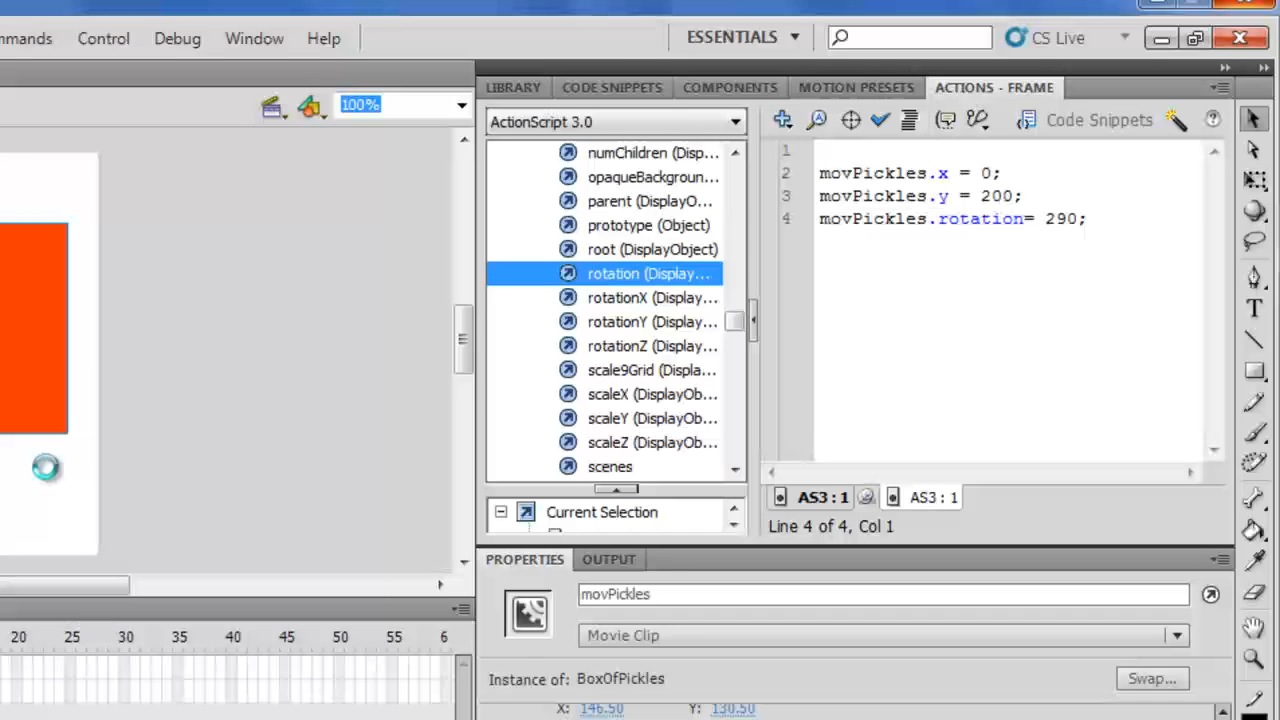 mmands Control Debug Window Help ESSENTIALS CS Live
LIBRARY CODE SNIPPETS COMPONENTS MOTION PRESETS ACTIONS - FRAME
100%
ActionScript 3.0
Code Snippets
numChildren (Disp...
opaqueBackgroun...
parent (DisplayO...
prototype (Object)
root (DisplayObject)
rotation (Display...
rotationX (Display...
rotationY (Display...
rotationZ (Display...
scale9Grid (Displa...
scaleX (DisplayOb...
scaleY (DisplayOb...
scaleZ (DisplayOb...
scenes
Current Selection
1
2 movPickles.x = 0;
3 movPickles.y = 200;
4 movPickles.rotation= 290;
AS3 : 1 AS3 : 1
Line 4 of 4, Col 1
PROPERTIES OUTPUT
movPickles
Movie Clip
Instance of: BoxOfPickles Swap...
X: 146.50 Y: 130.50
20 25 30 35 40 45 50 55 6